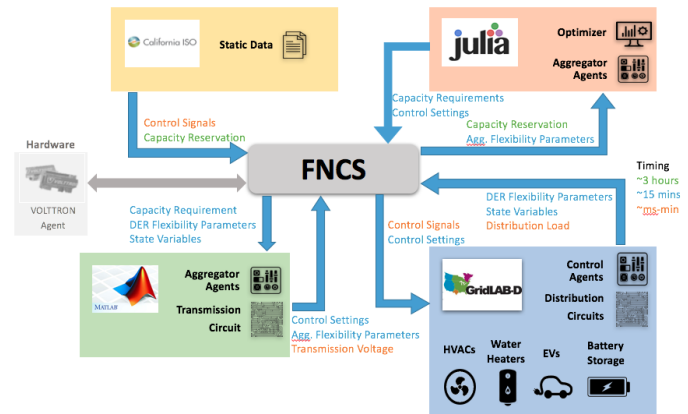 California ISO
Static Data
Control Signals
Capacity Reservation
julia
Optimizer
Aggregator
Agents
Capacity Requirements
Control Settings
Capacity Reservation
Agg. Flexibility Parameters
Hardware
VOLTTRON
Agent
FNCS
Timing
~3 hours
~15 mins
~ms-min
Capacity Requirement
DER Flexibility Parameters
State Variables
Control Signals
Control Settings
DER Flexibility Parameters
State Variables
Distribution Load
MATLAB
Aggregator
Agents
Transmission
Circuit
Control Settings
Agg. Flexibility Parameters
Transmission Voltage
GridLAB-D
Control
Agents
Distribution
Circuits
HVACs
Water
Heaters
EVs
Battery
Storage